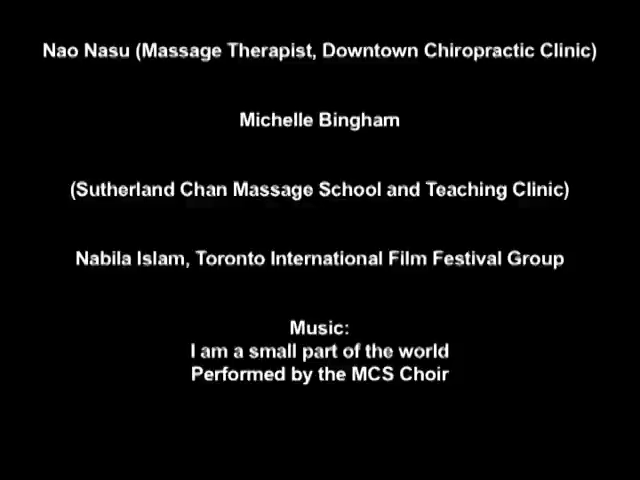 Nao Nasu (Massage Therapist, Downtown Chiropractic Clinic)
Michelle Bingham
(Sutherland Chan Massage School and Teaching Clinic)
Nabila Islam, Toronto International Film Festival Group
Music:
I am a small part of the world
Performed by the MCS Choir